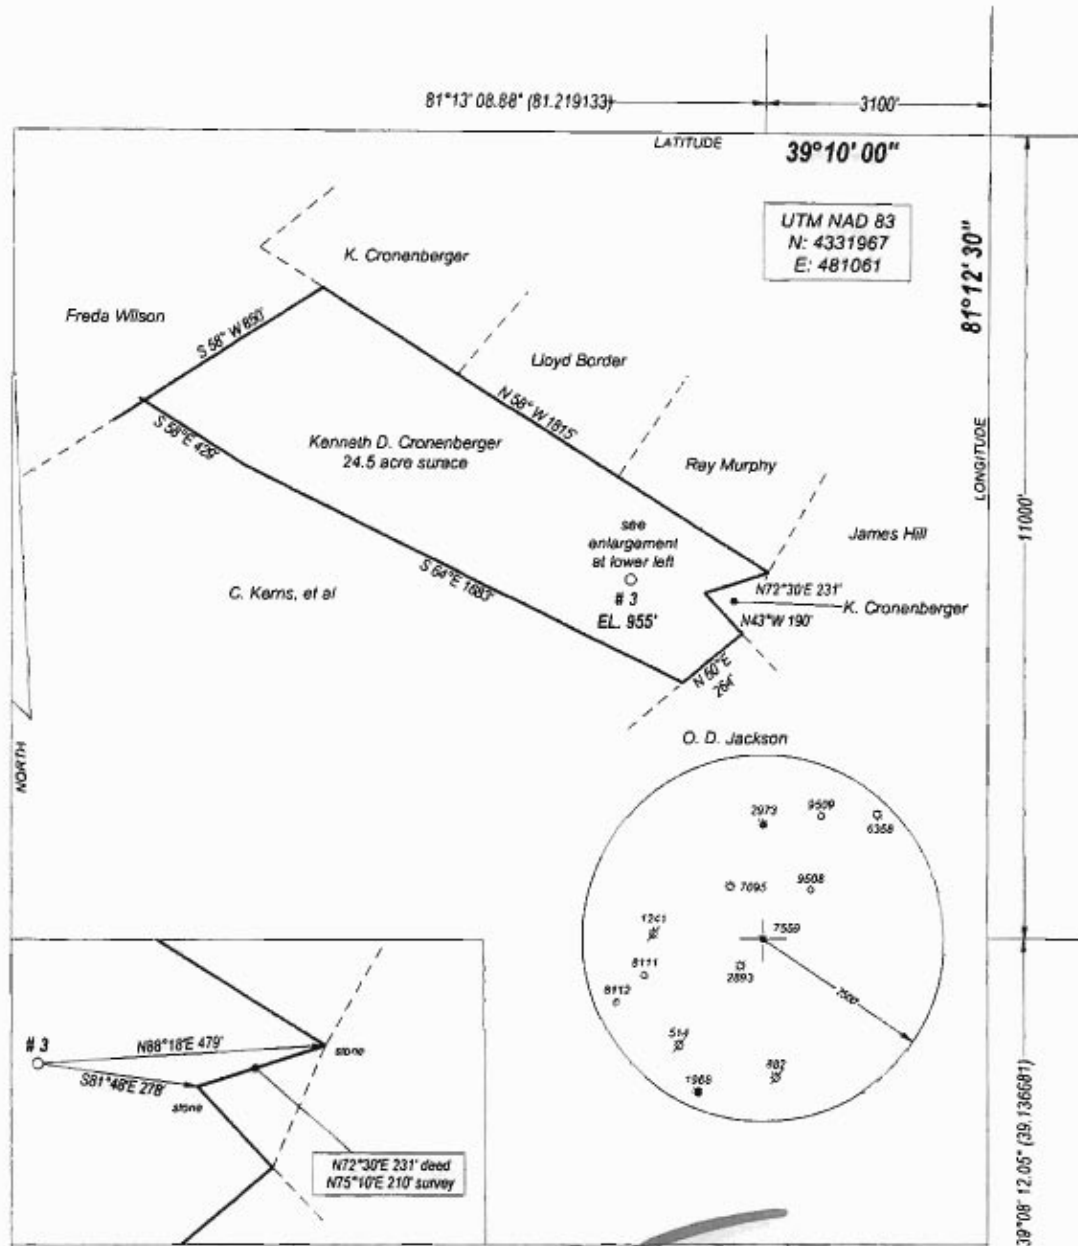 81°13' 08.88" (81.219133)
3100'
LATITUDE
39°10' 00"
UTM NAD 83
N: 4331967
E: 481061
81°12' 30"
LONGITUDE
11000'
K. Cronenberger
Freda Wilson
S 58° W 850'
Lloyd Border
N 58° W 1815'
S 58°E 429'
Kenneth D. Cronenberger
24.5 acre surace
Ray Murphy
see
enlargement
at lower left
# 3
EL. 955'
James Hill
N72°30'E 231'
K. Cronenberger
N43°W 190'
S 64°E 1683'
C. Kerns, et al
N 50°E
264'
O. D. Jackson
NORTH
2973
9509
6358
7695
9508
1241
7559
8111
2893
8112
2500'
514
882
1968
# 3
N88°18'E 479'
stone
S81°48'E 278'
stone
N72°30'E 231' deed
N75°10'E 210' survey
39°08' 12.05" (39.136681)